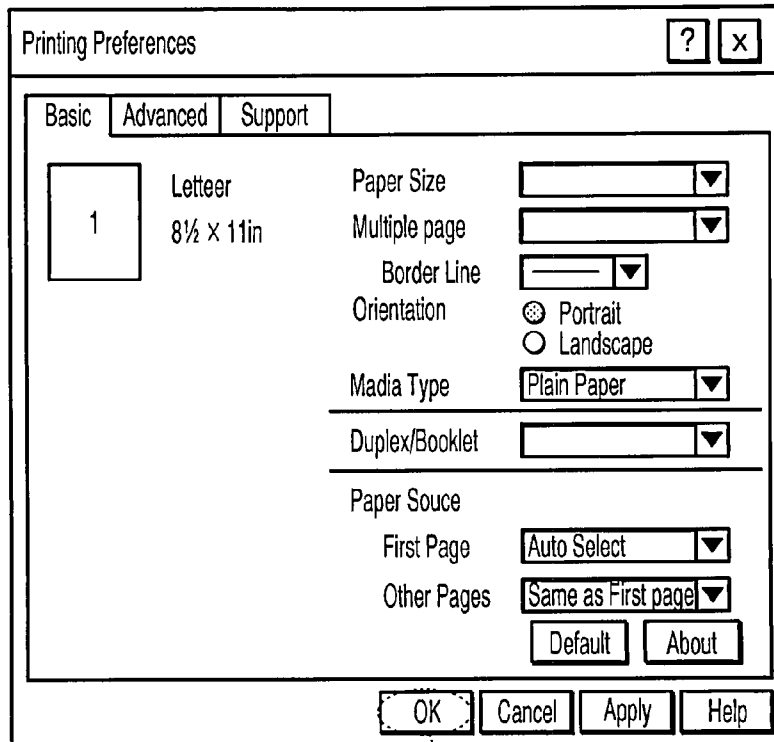 Printing Preferences ? X
Basic Advanced Support
1
Letteer
8½ × 11in
Paper Size
Multiple page
Border Line
Orientation Portrait
Landscape
Madia Type Plain Paper
Duplex/Booklet
Paper Souce
First Page Auto Select
Other Pages Same as First page
Default About
OK Cancel Apply Help